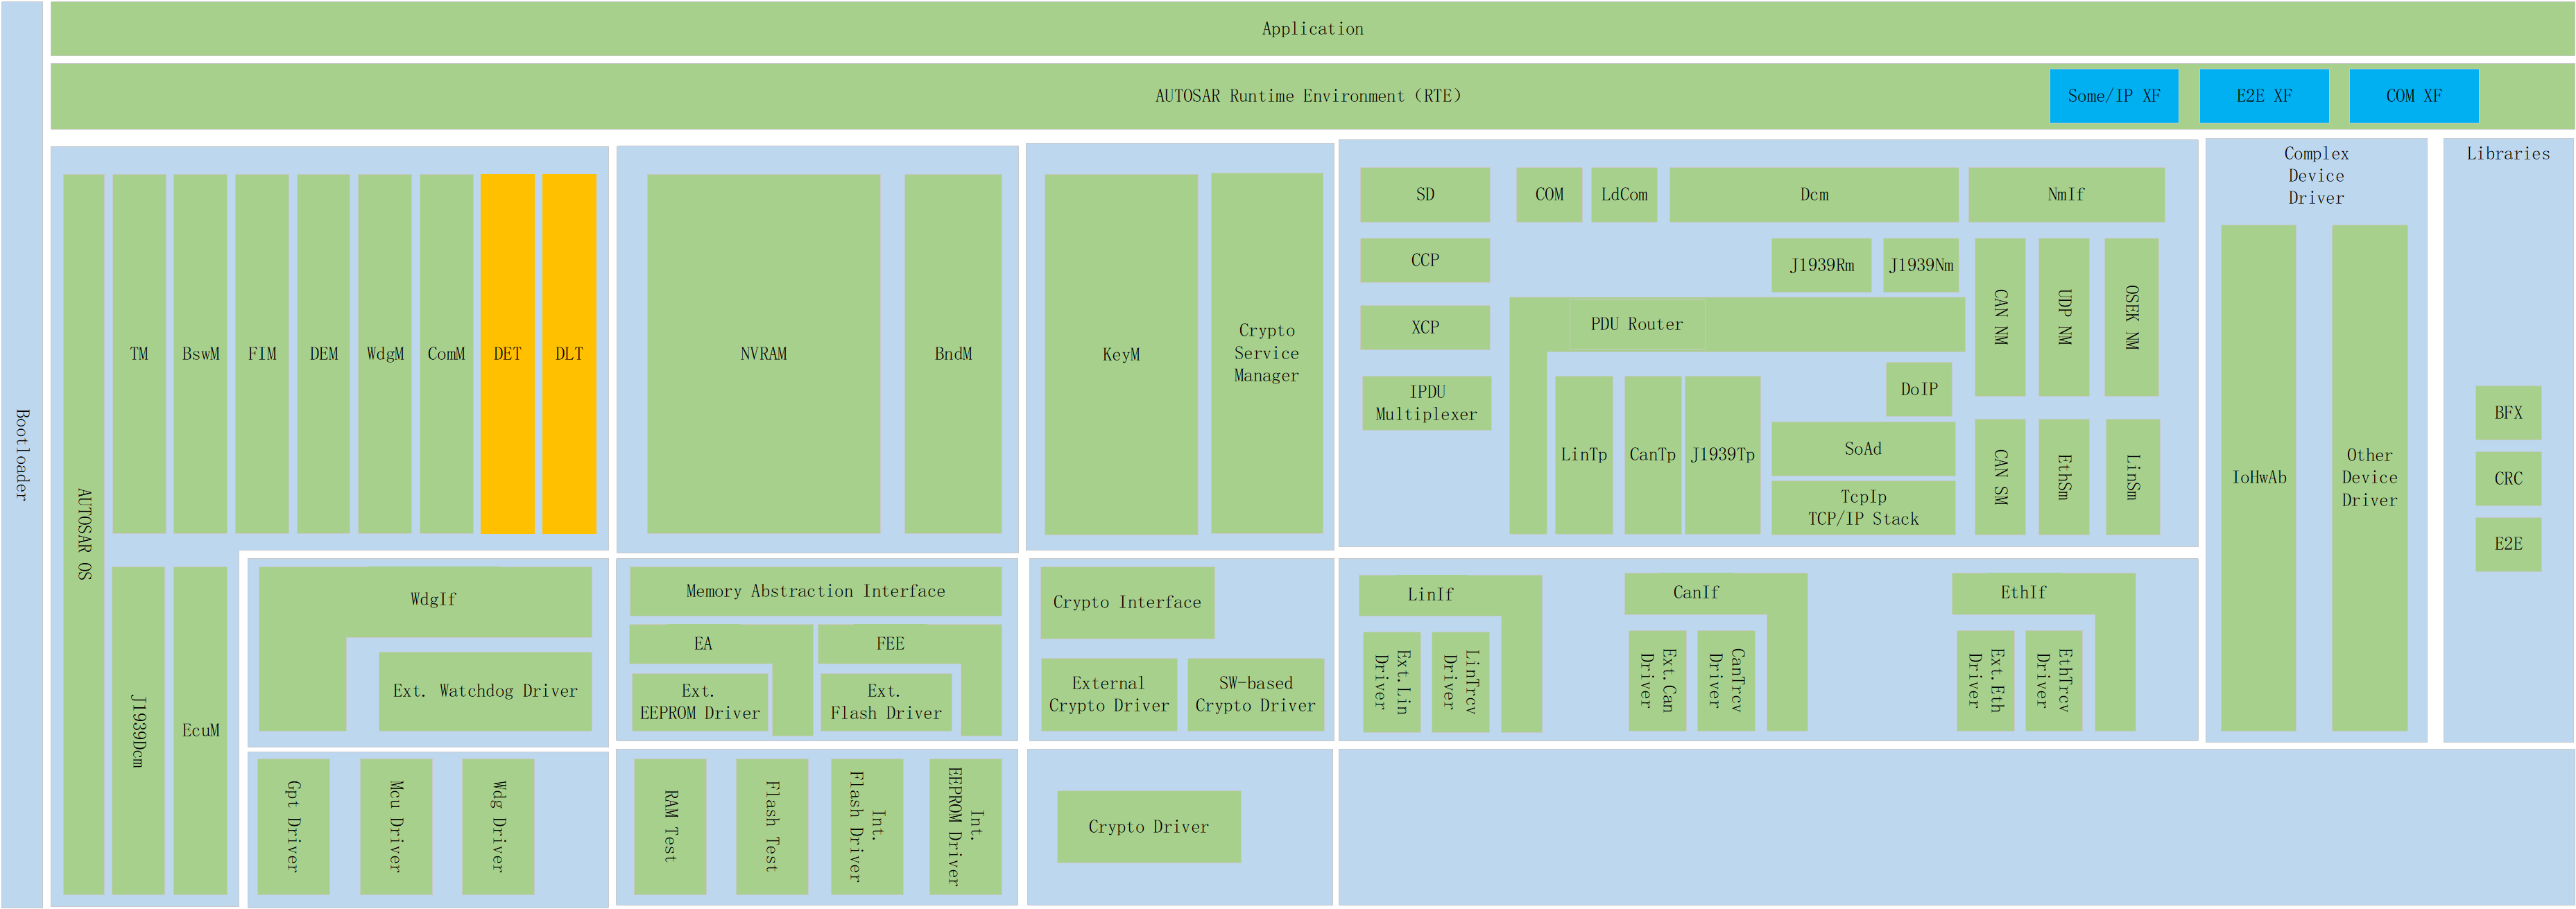 Application
AUTOSAR Runtime Environment (RTE)
Some/IP XF
E2E XF
COM XF
Bootloader
AUTOSAR OS
TM
BswM
FIM
DEM
WdgM
ComM
DET
DLT
J1939Dcm
EcuM
WdgIf
Ext. Watchdog Driver
Gpt Driver
Mcu Driver
Wdg Driver
NVRAM
BndM
Memory Abstraction Interface
EA
FEE
Ext.
EEPROM Driver
Ext.
Flash Driver
RAM Test
Flash Test
Int.
Flash Driver
Int.
EEPROM Driver
KeyM
Crypto
Service
Manager
Crypto Interface
External
Crypto Driver
SW-based
Crypto Driver
Crypto Driver
SD
COM
LdCom
Dcm
NmIf
CCP
J1939Rm
J1939Nm
CAN NM
UDP NM
OSEK NM
XCP
PDU Router
IPDU
Multiplexer
DoIP
LinTp
CanTp
J1939Tp
SoAd
TcpIp
TCP/IP Stack
CAN SM
EthSm
LinSm
LinIf
Ext.Lin
Driver
LinTrcv
Driver
CanIf
Ext.Can
Driver
CanTrcv
Driver
EthIf
Ext.Eth
Driver
EthTrcv
Driver
Complex
Device
Driver
IoHwAb
Other
Device
Driver
Libraries
BFX
CRC
E2E